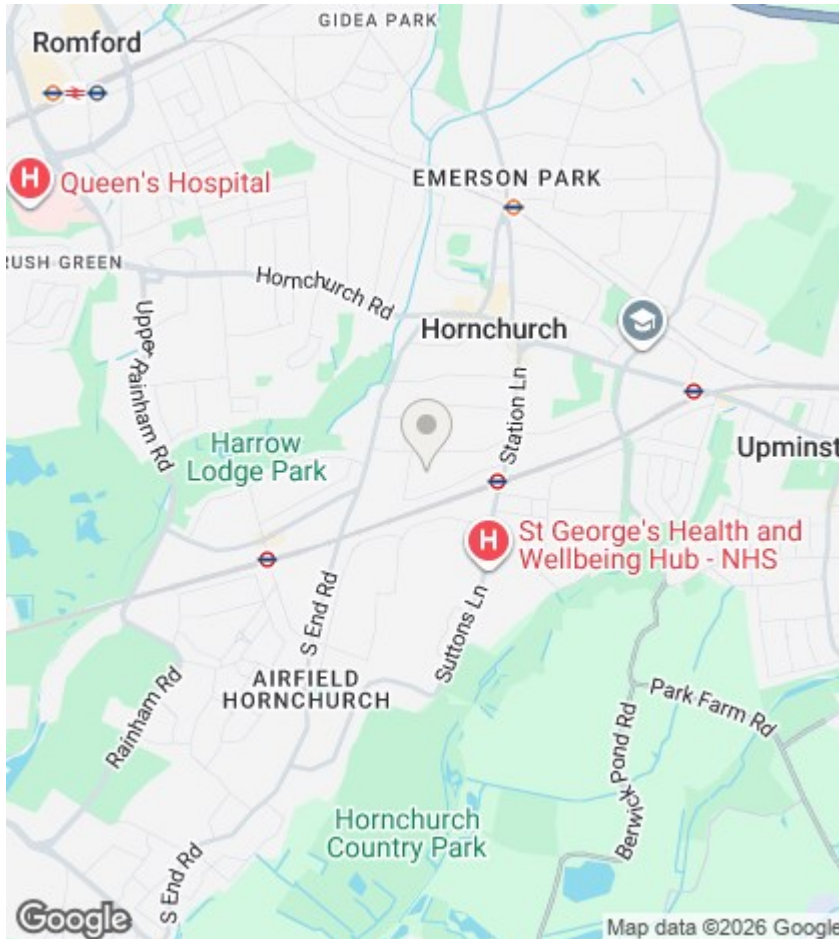 GIDEA PARK
Romford
Queen's Hospital
EMERSON PARK
RUSH GREEN
Hornchurch Rd
Hornchurch
Upper Rainham Rd
Station Ln
Harrow
Lodge Park
Upminst
St George's Health and
Wellbeing Hub - NHS
S End Rd
Suttons Ln
AIRFIELD
HORNCHURCH
Rainham Rd
Park Farm Rd
Berwick Pond Rd
Hornchurch
Country Park
S End Rd
Google
Map data ©2026 Google